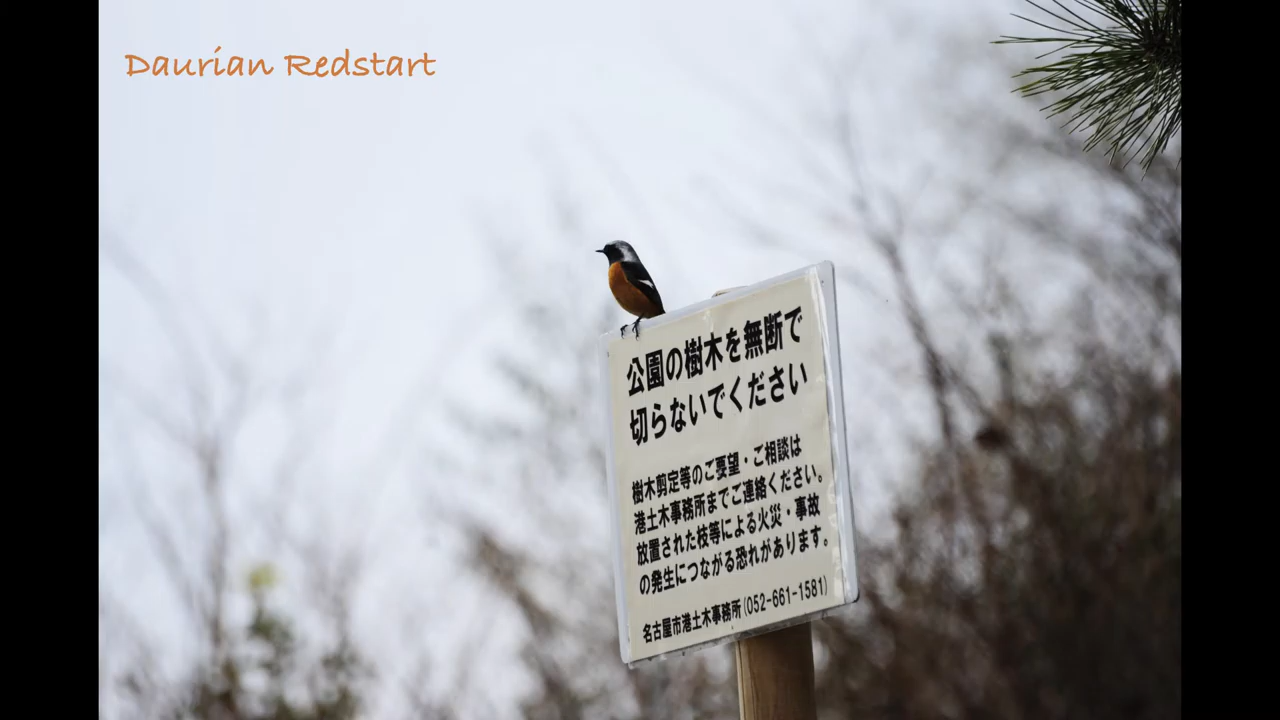 Daurian Redstart
公園の樹木を無断で
切らないでください
樹木剪定等のご要望・ご相談は
港土木事務所までご連絡ください。
放置された枝等による火災・事故
の発生につながる恐れがあります。
名古屋市港土木事務所(052-661-1581)